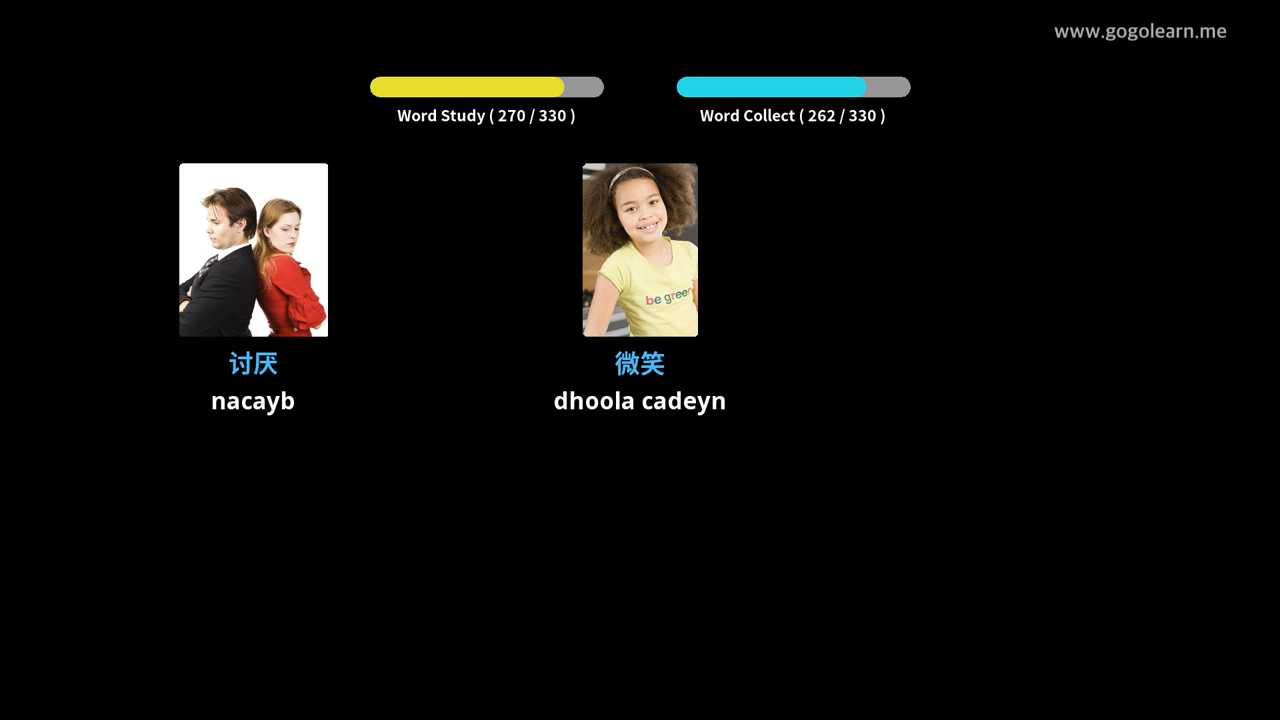 www.gogolearn.me
Word Study ( 270 / 330 )
Word Collect ( 262 / 330 )
be green
讨厌
微笑
nacayb
dhoola cadeyn